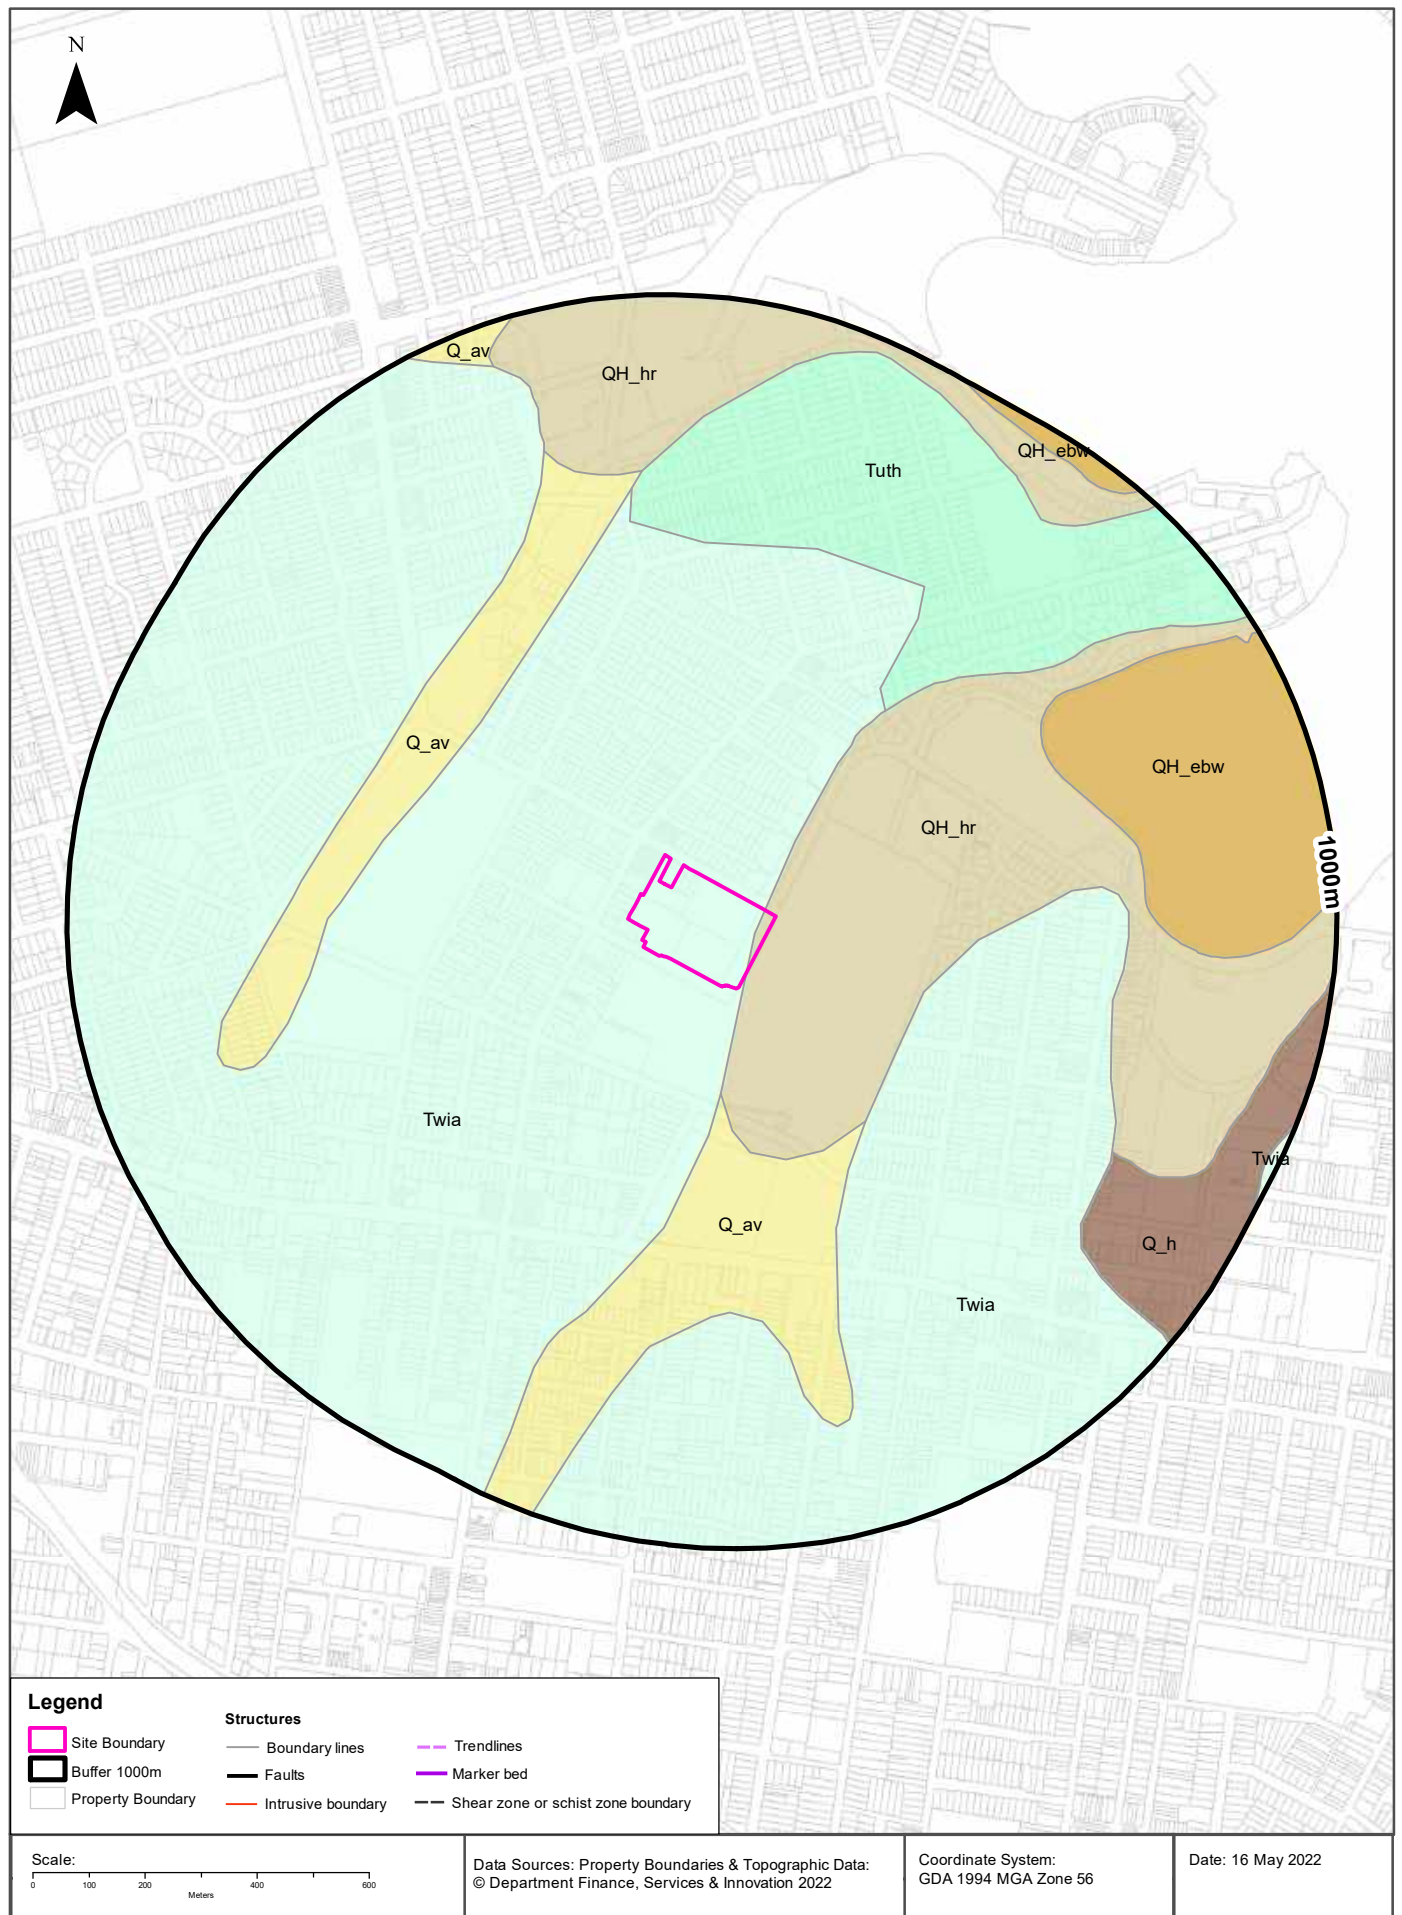 N
Q_av
QH_hr
QH_ebw
Tuth
Q_av
QH_ebw
QH_hr
1000m
Twia
Twia
Q_av
Q_h
Twia
Legend
Site Boundary
Buffer 1000m
Property Boundary
Structures
Boundary lines
Faults
Intrusive boundary
Trendlines
Marker bed
Shear zone or schist zone boundary
Scale:
0 100 200 400 600
Meters
Data Sources: Property Boundaries & Topographic Data:
© Department Finance, Services & Innovation 2022
Coordinate System:
GDA 1994 MGA Zone 56
Date: 16 May 2022